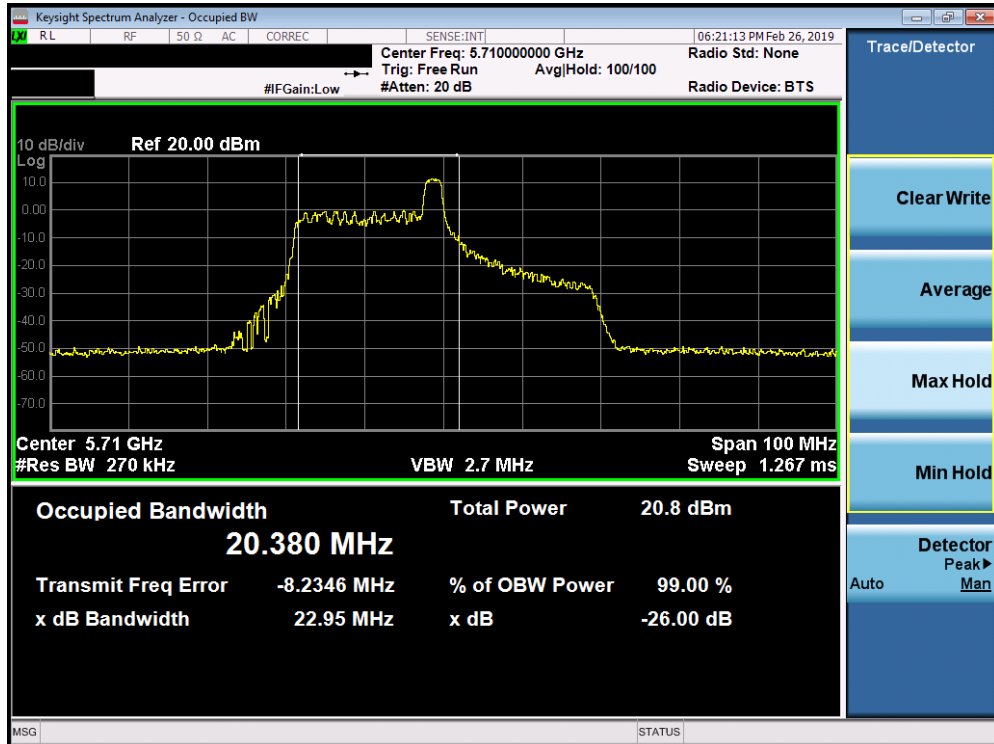 Keysight Spectrum Analyzer - Occupied BW
LXI RL RF 50 Ω AC CORREC SENSE:INT 06:21:13 PM Feb 26, 2019
Center Freq: 5.710000000 GHz Radio Std: None
Trig: Free Run Avg|Hold: 100/100
#IFGain:Low #Atten: 20 dB Radio Device: BTS
10 dB/div Ref 20.00 dBm
Log
10.0
0.00
-10.0
-20.0
-30.0
-40.0
-50.0
-60.0
-70.0
Center 5.71 GHz Span 100 MHz
#Res BW 270 kHz VBW 2.7 MHz Sweep 1.267 ms
Occupied Bandwidth Total Power 20.8 dBm
20.380 MHz
Transmit Freq Error -8.2346 MHz % of OBW Power 99.00 %
x dB Bandwidth 22.95 MHz x dB -26.00 dB
MSG STATUS
Trace/Detector
Clear Write
Average
Max Hold
Min Hold
Detector
Peak▶
Auto Man